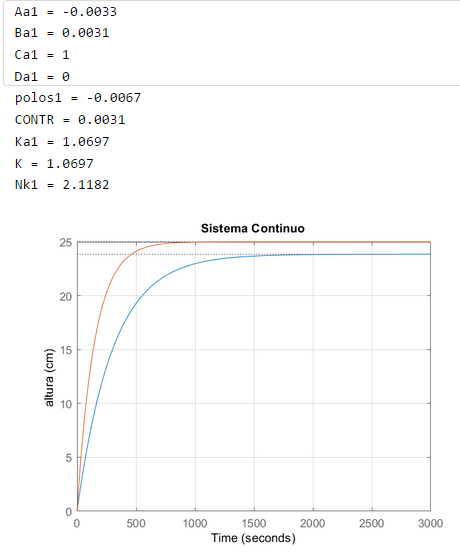 Aa1 = -0.0033
Ba1 = 0.0031
Ca1 = 1
Da1 = 0
polos1 = -0.0067
CONTR = 0.0031
Ka1 = 1.0697
K = 1.0697
Nk1 = 2.1182
Sistema Continuo
25
20
15
10
5
0
altura (cm)
0 500 1000 1500 2000 2500 3000
Time (seconds)